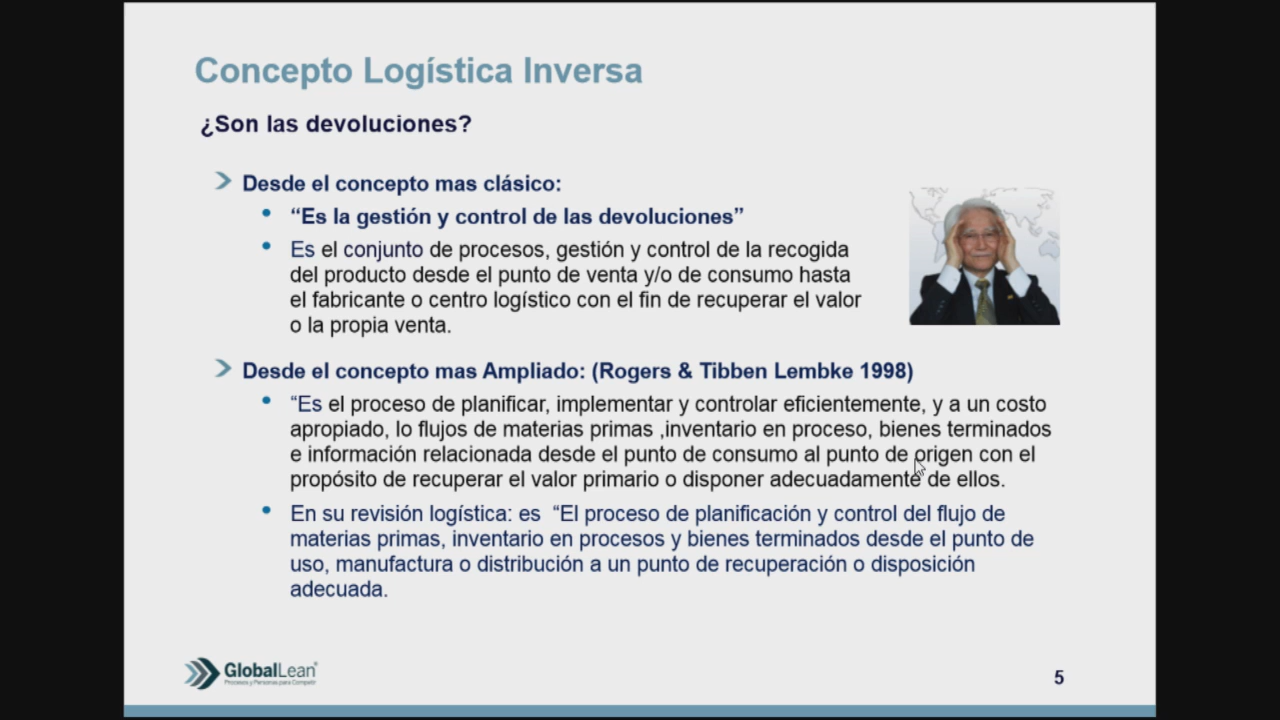 Concepto Logística Inversa
¿Son las devoluciones?
Desde el concepto mas clásico:
“Es la gestión y control de las devoluciones”
Es el conjunto de procesos, gestión y control de la recogida
del producto desde el punto de venta y/o de consumo hasta
el fabricante o centro logístico con el fin de recuperar el valor
o la propia venta.
Desde el concepto mas Ampliado: (Rogers & Tibben Lembke 1998)
“Es el proceso de planificar, implementar y controlar eficientemente, y a un costo
apropiado, lo flujos de materias primas ,inventario en proceso, bienes terminados
e información relacionada desde el punto de consumo al punto de origen con el
propósito de recuperar el valor primario o disponer adecuadamente de ellos.
En su revisión logística: es “El proceso de planificación y control del flujo de
materias primas, inventario en procesos y bienes terminados desde el punto de
uso, manufactura o distribución a un punto de recuperación o disposición
adecuada.
GlobalLean
Procesos y Personas para Competir
5